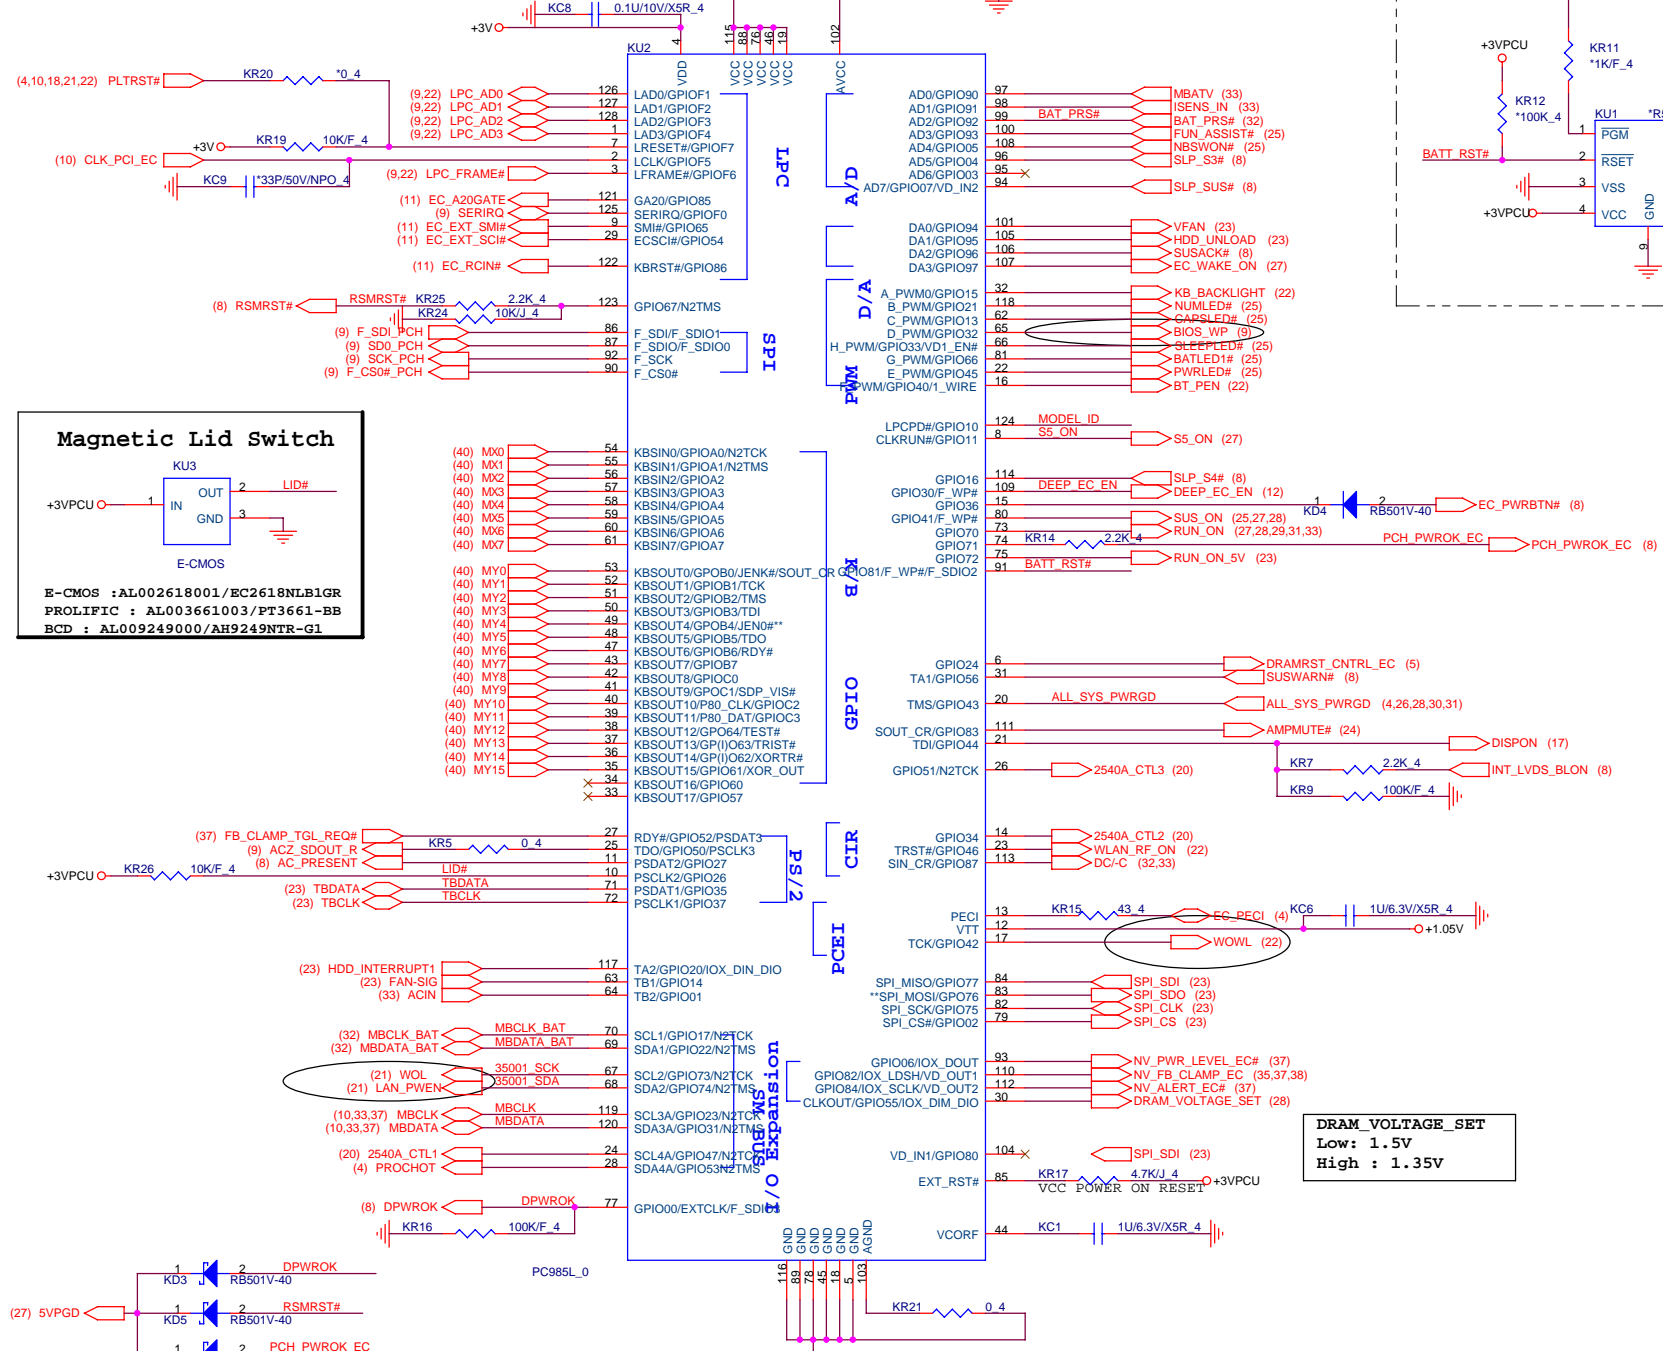 KC8 0.1U/10V/X5R_4
+3V
4
115
88
76
46
19
102
KU2
VDD
VCC
VCC
VCC
VCC
VCC
AVCC
(4,10,18,21,22) PLTRST# KR20 *0_4
+3V KR19 10K/F_4
(10) CLK_PCI_EC
KC9 *33P/50V/NPO_4
(9,22) LPC_AD0 126 LAD0/GPIOF1
(9,22) LPC_AD1 127 LAD1/GPIOF2
(9,22) LPC_AD2 128 LAD2/GPIOF3
(9,22) LPC_AD3 1 LAD3/GPIOF4
7 LRESET#/GPIOF7
2 LCLK/GPIOF5
(9,22) LPC_FRAME# 3 LFRAME#/GPIOF6
LPC
(11) EC_A20GATE 121 GA20/GPIO85
(9) SERIRQ 125 SERIRQ/GPIOF0
(11) EC_EXT_SMI# 9 SMI#/GPIO65
(11) EC_EXT_SCI# 29 ECSCI#/GPIO54
(11) EC_RCIN# 122 KBRST#/GPIO86
(8) RSMRST# RSMRST# KR25 2.2K_4 123 GPIO67/N2TMS
KR24 10K/J_4
(9) F_SDI_PCH 86 F_SDI/F_SDIO1
(9) SD0_PCH 87 F_SDIO/F_SDIO0
(9) SCK_PCH 92 F_SCK
(9) F_CS0#_PCH 90 F_CS0#
SPI
Magnetic Lid Switch
KU3
+3VPCU 1 IN OUT 2 LID#
GND 3
E-CMOS
E-CMOS :AL002618001/EC2618NLB1GR
PROLIFIC : AL003661003/PT3661-BB
BCD : AL009249000/AH9249NTR-G1
(40) MX0 54 KBSIN0/GPIOA0/N2TCK
(40) MX1 55 KBSIN1/GPIOA1/N2TMS
(40) MX2 56 KBSIN2/GPIOA2
(40) MX3 57 KBSIN3/GPIOA3
(40) MX4 58 KBSIN4/GPIOA4
(40) MX5 59 KBSIN5/GPIOA5
(40) MX6 60 KBSIN6/GPIOA6
(40) MX7 61 KBSIN7/GPIOA7
(40) MY0 53 KBSOUT0/GPOB0/JENK#/SOUT_CR
(40) MY1 52 KBSOUT1/GPIOB1/TCK
(40) MY2 51 KBSOUT2/GPIOB2/TMS
(40) MY3 50 KBSOUT3/GPIOB3/TDI
(40) MY4 49 KBSOUT4/GPOB4/JEN0#**
(40) MY5 48 KBSOUT5/GPIOB5/TDO
(40) MY6 47 KBSOUT6/GPIOB6/RDY#
(40) MY7 43 KBSOUT7/GPIOB7
(40) MY8 42 KBSOUT8/GPIOC0
(40) MY9 41 KBSOUT9/GPOC1/SDP_VIS#
(40) MY10 40 KBSOUT10/P80_CLK/GPIOC2
(40) MY11 39 KBSOUT11/P80_DAT/GPIOC3
(40) MY12 38 KBSOUT12/GPO64/TEST#
(40) MY13 37 KBSOUT13/GP(I)O63/TRIST#
(40) MY14 36 KBSOUT14/GP(I)O62/XORTR#
(40) MY15 35 KBSOUT15/GPIO61/XOR_OUT
34 KBSOUT16/GPIO60
33 KBSOUT17/GPIO57
K/B
GPIO
(37) FB_CLAMP_TGL_REQ# 27 RDY#/GPIO52/PSDAT3
(9) ACZ_SDOUT_R KR5 0_4 25 TDO/GPIO50/PSCLK3
(8) AC_PRESENT 11 PSDAT2/GPIO27
+3VPCU KR26 10K/F_4 LID# 10 PSCLK2/GPIO26
(23) TBDATA TBDATA 71 PSDAT1/GPIO35
(23) TBCLK TBCLK 72 PSCLK1/GPIO37
PS/2
(23) HDD_INTERRUPT1 117 TA2/GPIO20/IOX_DIN_DIO
(23) FAN-SIG 63 TB1/GPIO14
(33) ACIN 64 TB2/GPIO01
(32) MBCLK_BAT MBCLK_BAT 70 SCL1/GPIO17/N2TCK
(32) MBDATA_BAT MBDATA_BAT 69 SDA1/GPIO22/N2TMS
(21) WOL 35001_SCK 67 SCL2/GPIO73/N2TCK
(21) LAN_PWEN 35001_SDA 68 SDA2/GPIO74/N2TMS
(10,33,37) MBCLK MBCLK 119 SCL3A/GPIO23/N2TCK
(10,33,37) MBDATA MBDATA 120 SDA3A/GPIO31/N2TMS
(20) 2540A_CTL1 24 SCL4A/GPIO47/N2TCK
(4) PROCHOT 28 SDA4A/GPIO53N2TMS
SM BUS
I/O Expansion
(8) DPWROK DPWROK 77 GPIO00/EXTCLK/F_SDIO3
KR16 100K/F_4
PC985L_0
KD3 1 2 RB501V-40 DPWROK
(27) 5VPGD KD5 1 2 RB501V-40 RSMRST#
1 2 PCH_PWROK_EC
116
89
78
45
18
5
103
GND
GND
GND
GND
GND
GND
AGND
KR21 0_4
A/D
AD0/GPIO90 97 MBATV (33)
AD1/GPIO91 98 ISENS_IN (33)
AD2/GPIO92 99 BAT_PRS# BAT_PRS# (32)
AD3/GPIO93 100 FUN_ASSIST# (25)
AD4/GPIO05 108 NBSWON# (25)
AD5/GPIO04 96 SLP_S3# (8)
AD6/GPIO03 95
AD7/GPIO07/VD_IN2 94 SLP_SUS# (8)
D/A
DA0/GPIO94 101 VFAN (23)
DA1/GPIO95 105 HDD_UNLOAD (23)
DA2/GPIO96 106 SUSACK# (8)
DA3/GPIO97 107 EC_WAKE_ON (27)
PWM
A_PWM0/GPIO15 32 KB_BACKLIGHT (22)
B_PWM/GPIO21 118 NUMLED# (25)
C_PWM/GPIO13 62 CAPSLED# (25)
D_PWM/GPIO32 65 BIOS_WP (9)
H_PWM/GPIO33/VD1_EN# 66 SLEEPLED# (25)
G_PWM/GPIO66 81 BATLED1# (25)
E_PWM/GPIO45 22 PWRLED# (25)
F_PWM/GPIO40/1_WIRE 16 BT_PEN (22)
LPCPD#/GPIO10 124 MODEL_ID
CLKRUN#/GPIO11 8 S5_ON S5_ON (27)
GPIO16 114 SLP_S4# (8)
GPIO30/F_WP# 109 DEEP_EC_EN DEEP_EC_EN (12)
GPIO36 15 1 KD4 2 RB501V-40 EC_PWRBTN# (8)
GPIO41/F_WP# 80 SUS_ON (25,27,28)
GPIO70 73 RUN_ON (27,28,29,31,33)
GPIO71 74 KR14 2.2K_4 PCH_PWROK_EC PCH_PWROK_EC (8)
GPIO72 75 RUN_ON_5V (23)
GPIO81/F_WP#/F_SDIO2 91 BATT_RST#
GPIO24 6 DRAMRST_CNTRL_EC (5)
TA1/GPIO56 31 SUSWARN# (8)
TMS/GPIO43 20 ALL_SYS_PWRGD ALL_SYS_PWRGD (4,26,28,30,31)
SOUT_CR/GPIO83 111 AMPMUTE# (24)
TDI/GPIO44 21 DISPON (17)
GPIO51/N2TCK 26 2540A_CTL3 (20)
KR7 2.2K_4 INT_LVDS_BLON (8)
KR9 100K/F_4
CIR
GPIO34 14 2540A_CTL2 (20)
TRST#/GPIO46 23 WLAN_RF_ON (22)
SIN_CR/GPIO87 113 DC/-C (32,33)
PCEI
PECI 13 KR15 43_4 EC_PECI (4)
VTT 12 KC6 1U/6.3V/X5R_4 +1.05V
TCK/GPIO42 17 WOWL (22)
SPI_MISO/GPIO77 84 SPI_SDI (23)
**SPI_MOSI/GPO76 83 SPI_SDO (23)
SPI_SCK/GPIO75 82 SPI_CLK (23)
SPI_CS#/GPIO02 79 SPI_CS (23)
GPIO06/IOX_DOUT 93 NV_PWR_LEVEL_EC# (37)
GPIO82/IOX_LDSH/VD_OUT1 110 NV_FB_CLAMP_EC (35,37,38)
GPIO84/IOX_SCLK/VD_OUT2 112 NV_ALERT_EC# (37)
CLKOUT/GPIO55/IOX_DIM_DIO 30 DRAM_VOLTAGE_SET (28)
VD_IN1/GPIO80 104 SPI_SDI (23)
EXT_RST# 85 KR17 4.7K/J_4 +3VPCU
VCC POWER ON RESET
VCORF 44 KC1 1U/6.3V/X5R_4
DRAM_VOLTAGE_SET
Low: 1.5V
High : 1.35V
+3VPCU
KR11
*1K/F_4
KR12
*100K_4
KU1
BATT_RST#
1 PGM
2 RSET
3 VSS
+3VPCU 4 VCC
GND
9